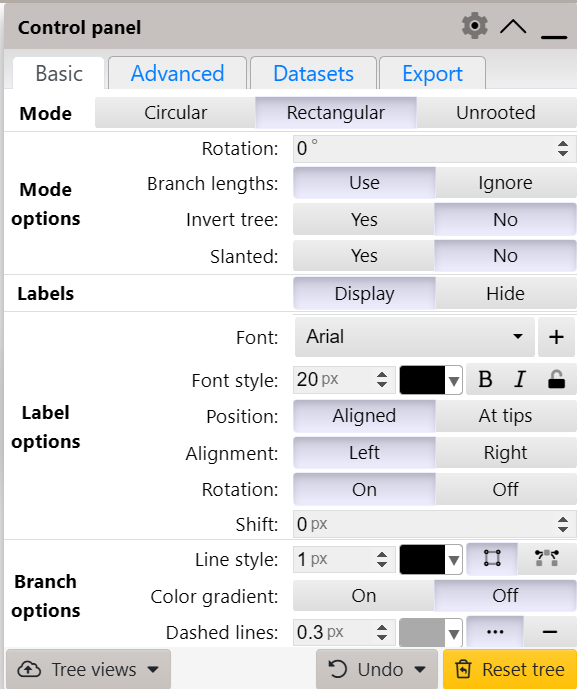 Control panel
Basic Advanced Datasets Export
Mode Circular Rectangular Unrooted
Rotation: 0 °
Mode options
Branch lengths: Use Ignore
Invert tree: Yes No
Slanted: Yes No
Labels Display Hide
Font: Arial +
Font style: 20 px B I
Label options
Position: Aligned At tips
Alignment: Left Right
Rotation: On Off
Shift: 0 px
Branch options
Line style: 1 px
Color gradient: On Off
Dashed lines: 0.3 px
Tree views Undo Reset tree